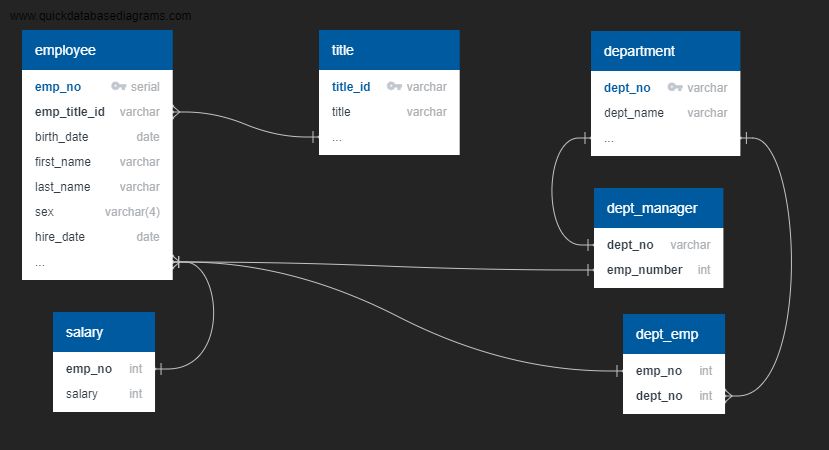 www.quickdatabasediagrams.com
employee
emp_no serial
emp_title_id varchar
birth_date date
first_name varchar
last_name varchar
sex varchar(4)
hire_date date
...
title
title_id varchar
title varchar
...
department
dept_no varchar
dept_name varchar
...
dept_manager
dept_no varchar
emp_number int
salary
emp_no int
salary int
dept_emp
emp_no int
dept_no int